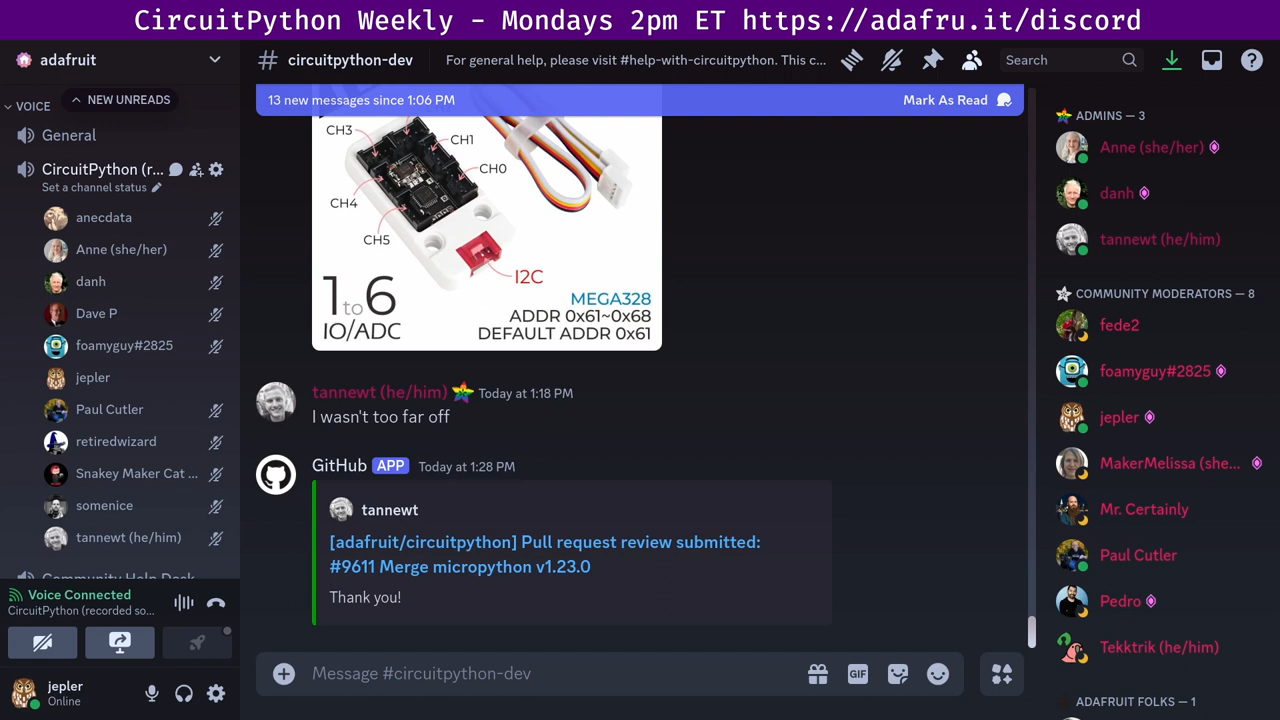 CircuitPython Weekly - Mondays 2pm ET https://adafru.it/discord
adafruit
# circuitpython-dev
For general help, please visit #help-with-circuitpython. This c...
Search
VOICE
NEW UNREADS
General
CircuitPython (r...
Set a channel status
anecdata
Anne (she/her)
danh
Dave P
foamyguy#2825
jepler
Paul Cutler
retiredwizard
Snakey Maker Cat ...
somenice
tannewt (he/him)
Community Help Desk
Voice Connected
CircuitPython (recorded so...
jepler
Online
13 new messages since 1:06 PM
Mark As Read
CH3
CH1
CH0
CH4
CH5
I2C
1 to 6
IO/ADC
MEGA328
ADDR 0x61~0x68
DEFAULT ADDR 0x61
tannewt (he/him) Today at 1:18 PM
I wasn't too far off
GitHub APP Today at 1:28 PM
tannewt
[adafruit/circuitpython] Pull request review submitted:
#9611 Merge micropython v1.23.0
Thank you!
Message #circuitpython-dev
GIF
ADMINS — 3
Anne (she/her)
danh
tannewt (he/him)
COMMUNITY MODERATORS — 8
fede2
foamyguy#2825
jepler
MakerMelissa (she...
Mr. Certainly
Paul Cutler
Pedro
Tekktrik (he/him)
ADAFRUIT FOLKS — 1